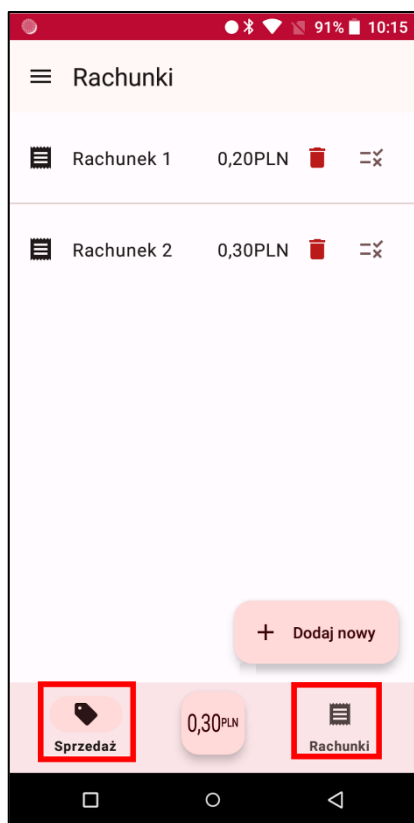 91% 10:15
Rachunki
Rachunek 1 0,20PLN
Rachunek 2 0,30PLN
+ Dodaj nowy
Sprzedaż 0,30PLN Rachunki